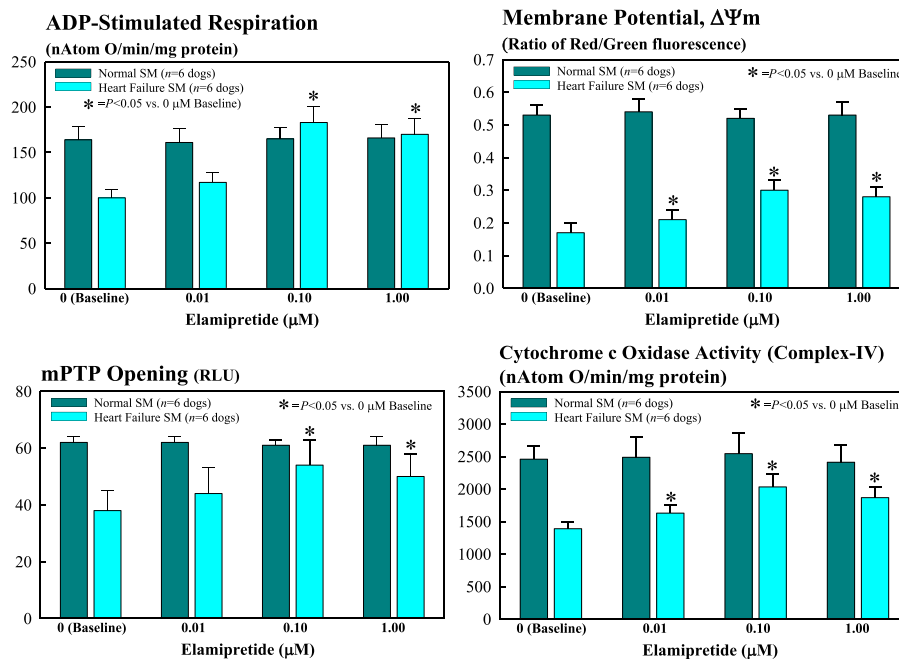 ADP-Stimulated Respiration
(nAtom O/min/mg protein)
250
200
150
100
50
0
Normal SM (n=6 dogs)
Heart Failure SM (n=6 dogs)
* =P<0.05 vs. 0 μM Baseline)
* *
0 (Baseline) 0.01 0.10 1.00
Elamipretide (μM)
Membrane Potential, ΔΨm
(Ratio of Red/Green fluorescence)
0.7
0.6
0.5
0.4
0.3
0.2
0.1
0.0
Normal SM (n=6 dogs)
Heart Failure SM (n=6 dogs)
* =P<0.05 vs. 0 μM Baseline)
* * *
0 (Baseline) 0.01 0.10 1.00
Elamipretide (μM)
mPTP Opening (RLU)
80
60
40
20
0
Normal SM (n=6 dogs)
Heart Failure SM (n=6 dogs)
* =P<0.05 vs. 0 μM Baseline
* *
0 (Baseline) 0.01 0.10 1.00
Elamipretide (μM)
Cytochrome c Oxidase Activity (Complex-IV)
(nAtom O/min/mg protein)
3500
3000
2500
2000
1500
1000
500
0
Normal SM (n=6 dogs)
Heart Failure SM (n=6 dogs)
* =P<0.05 vs. 0 μM Baseline
* * *
0 (Baseline) 0.01 0.10 1.00
Elamipretide (μM)